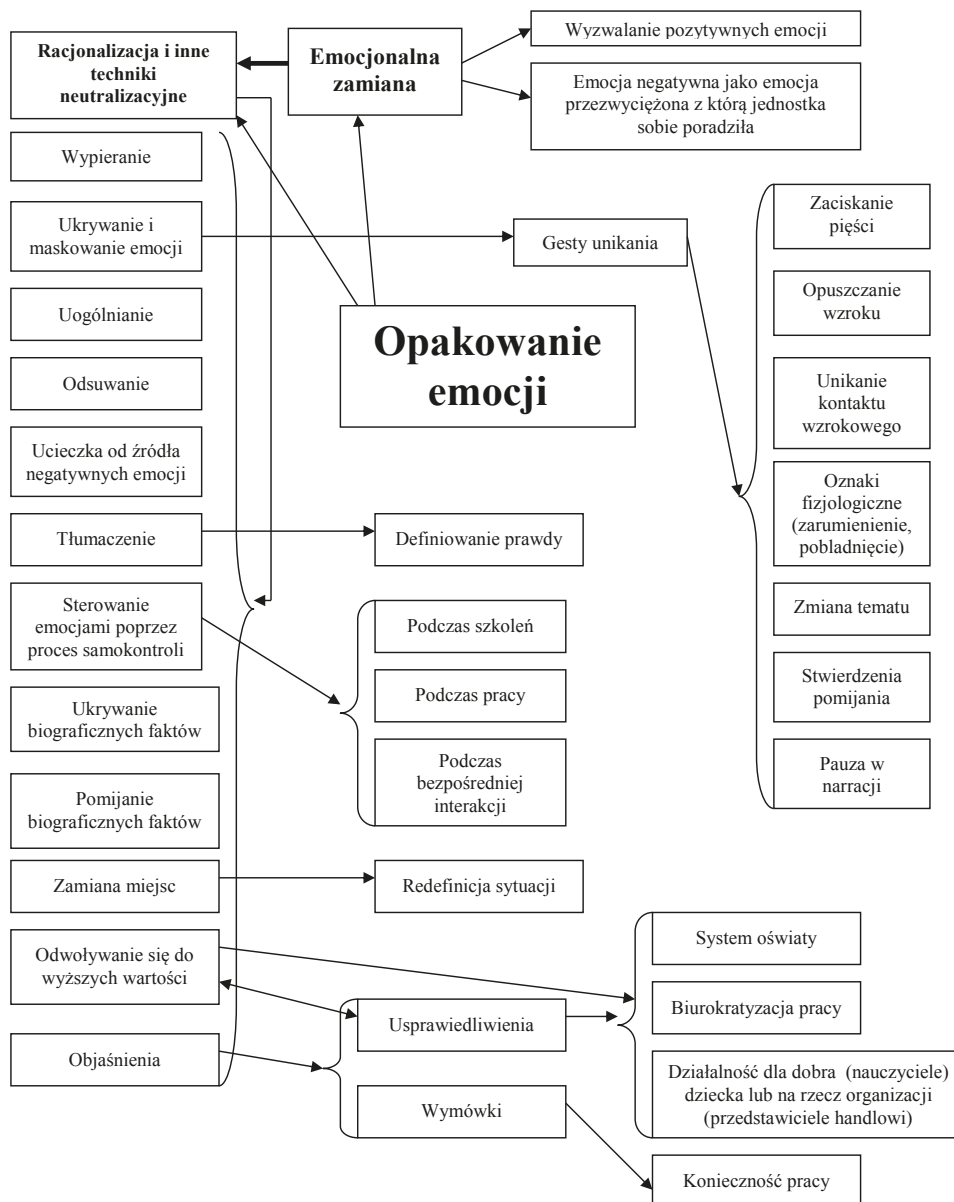 Racjonalizacja i inne
techniki
neutralizacyjne
Emocjonalna
zamiana
Wyzwalanie pozytywnych emocji
Emocja negatywna jako emocja
przezwyciężona z którą jednostka
sobie poradziła
Wypieranie
Ukrywanie i
maskowanie emocji
Uogólnianie
Odsuwanie
Ucieczka od źródła
negatywnych emocji
Tłumaczenie
Sterowanie
emocjami poprzez
proces samokontroli
Ukrywanie
biograficznych faktów
Pomijanie
biograficznych faktów
Zamiana miejsc
Odwoływanie się do
wyższych wartości
Objaśnienia
Opakowanie
emocji
Gesty unikania
Zaciskanie
pięści
Opuszczanie
wzroku
Unikanie
kontaktu
wzrokowego
Oznaki
fizjologiczne
(zarumienienie,
pobladnięcie)
Zmiana tematu
Stwierdzenia
pomijania
Pauza w
narracji
Definiowanie prawdy
Podczas szkoleń
Podczas pracy
Podczas
bezpośredniej
interakcji
Redefinicja sytuacji
Usprawiedliwienia
Wymówki
System oświaty
Biurokratyzacja pracy
Działalność dla dobra (nauczyciele)
dziecka lub na rzecz organizacji
(przedstawiciele handlowi)
Konieczność pracy